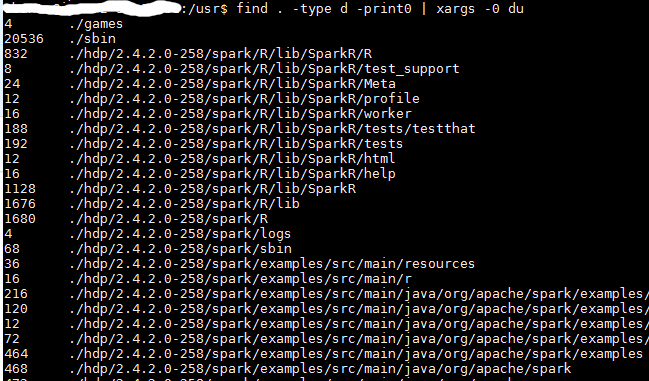 :/usr$ find . -type d -print0 | xargs -0 du
4 ./games
20536 ./sbin
832 ./hdp/2.4.2.0-258/spark/R/lib/SparkR/R
8 ./hdp/2.4.2.0-258/spark/R/lib/SparkR/test_support
24 ./hdp/2.4.2.0-258/spark/R/lib/SparkR/Meta
12 ./hdp/2.4.2.0-258/spark/R/lib/SparkR/profile
16 ./hdp/2.4.2.0-258/spark/R/lib/SparkR/worker
188 ./hdp/2.4.2.0-258/spark/R/lib/SparkR/tests/testthat
192 ./hdp/2.4.2.0-258/spark/R/lib/SparkR/tests
12 ./hdp/2.4.2.0-258/spark/R/lib/SparkR/html
16 ./hdp/2.4.2.0-258/spark/R/lib/SparkR/help
1128 ./hdp/2.4.2.0-258/spark/R/lib/SparkR
1676 ./hdp/2.4.2.0-258/spark/R/lib
1680 ./hdp/2.4.2.0-258/spark/R
4 ./hdp/2.4.2.0-258/spark/logs
68 ./hdp/2.4.2.0-258/spark/sbin
36 ./hdp/2.4.2.0-258/spark/examples/src/main/resources
16 ./hdp/2.4.2.0-258/spark/examples/src/main/r
216 ./hdp/2.4.2.0-258/spark/examples/src/main/java/org/apache/spark/examples/
120 ./hdp/2.4.2.0-258/spark/examples/src/main/java/org/apache/spark/examples/
12 ./hdp/2.4.2.0-258/spark/examples/src/main/java/org/apache/spark/examples/
72 ./hdp/2.4.2.0-258/spark/examples/src/main/java/org/apache/spark/examples/
464 ./hdp/2.4.2.0-258/spark/examples/src/main/java/org/apache/spark/examples
468 ./hdp/2.4.2.0-258/spark/examples/src/main/java/org/apache/spark